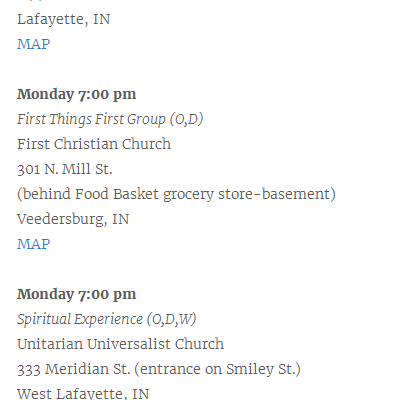 Lafayette, IN
MAP
Monday 7:00 pm
First Things First Group (O,D)
First Christian Church
301 N. Mill St.
(behind Food Basket grocery store-basement)
Veedersburg, IN
MAP
Monday 7:00 pm
Spiritual Experience (O,D,W)
Unitarian Universalist Church
333 Meridian St. (entrance on Smiley St.)
West Lafayette, IN